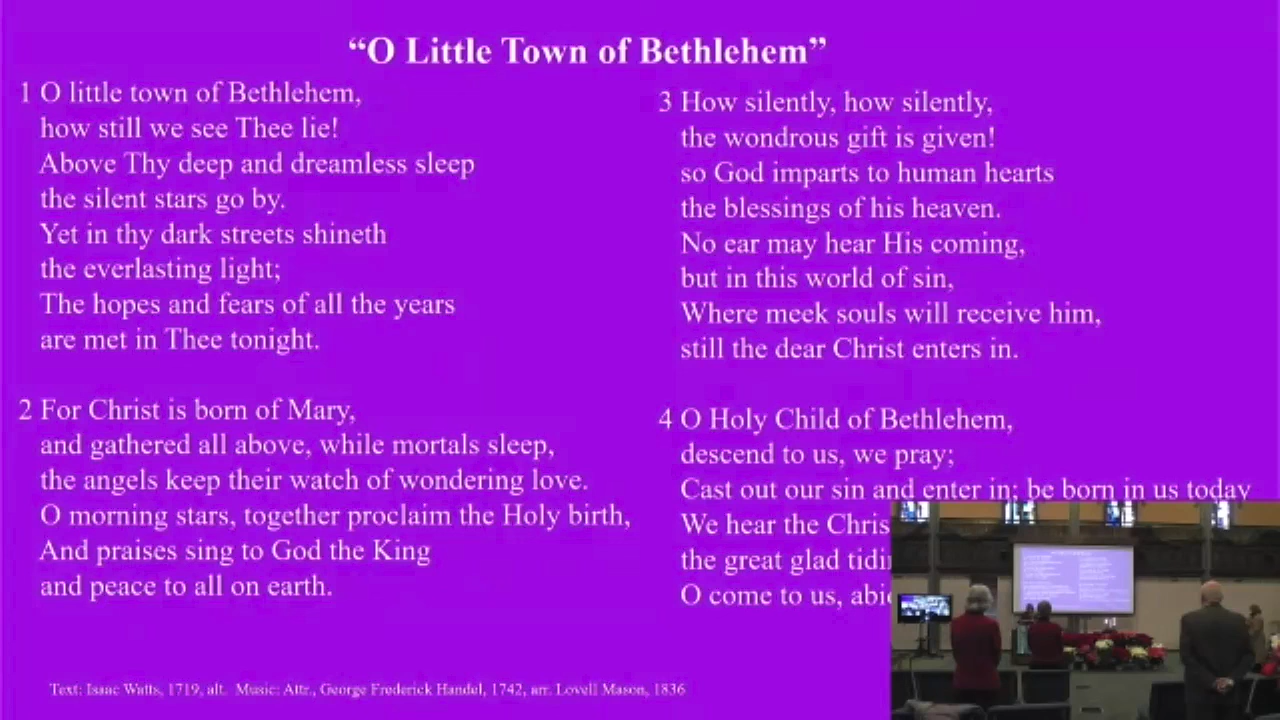 “O Little Town of Bethlehem”
1 O little town of Bethlehem,
how still we see Thee lie!
Above Thy deep and dreamless sleep
the silent stars go by.
Yet in thy dark streets shineth
the everlasting light;
The hopes and fears of all the years
are met in Thee tonight.
2 For Christ is born of Mary,
and gathered all above, while mortals sleep,
the angels keep their watch of wondering love.
O morning stars, together proclaim the Holy birth,
And praises sing to God the King
and peace to all on earth.
3 How silently, how silently,
the wondrous gift is given!
so God imparts to human hearts
the blessings of his heaven.
No ear may hear His coming,
but in this world of sin,
Where meek souls will receive him,
still the dear Christ enters in.
4 O Holy Child of Bethlehem,
descend to us, we pray;
Cast out our sin and enter in; be born in us today
We hear the
the great glad
O come to us,
Text: Isaac Watts, 1719, alt. Music: Attr., George Frederick Handel, 1742, arr. Lovell Mason, 1836